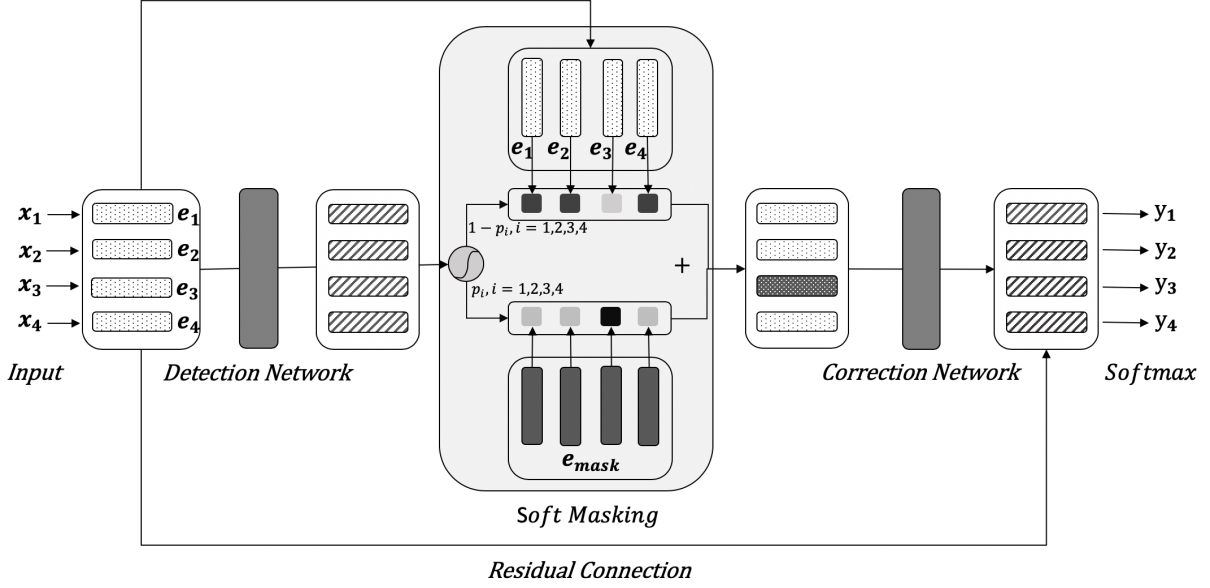 e₁ e₂ e₃ e₄
x₁ e₁
x₂ e₂
x₃ e₃
x₄ e₄
1 − pᵢ, i = 1,2,3,4
+
pᵢ, i = 1,2,3,4
y₁
y₂
y₃
y₄
Input
Detection Network
Correction Network
Softmax
eₘₐₛₖ
Soft Masking
Residual Connection